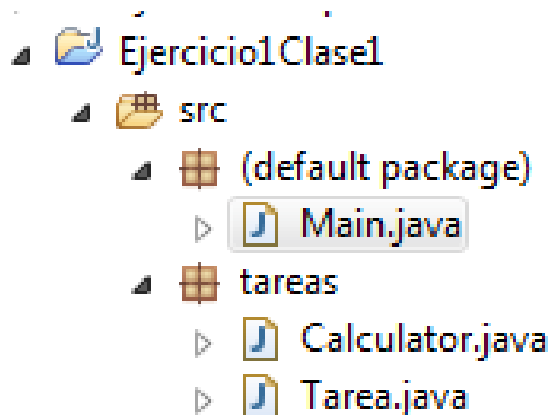 Ejercicio1Clase1
src
(default package)
Main.java
tareas
Calculator.java
Tarea.java